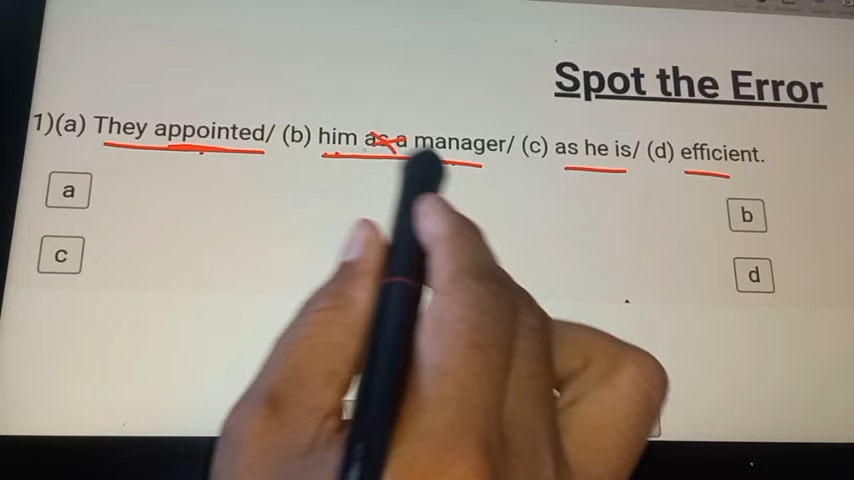 Spot the Error
1)(a) They appointed/ (b) him as a manager/ (c) as he is/ (d) efficient.
a
b
c
d